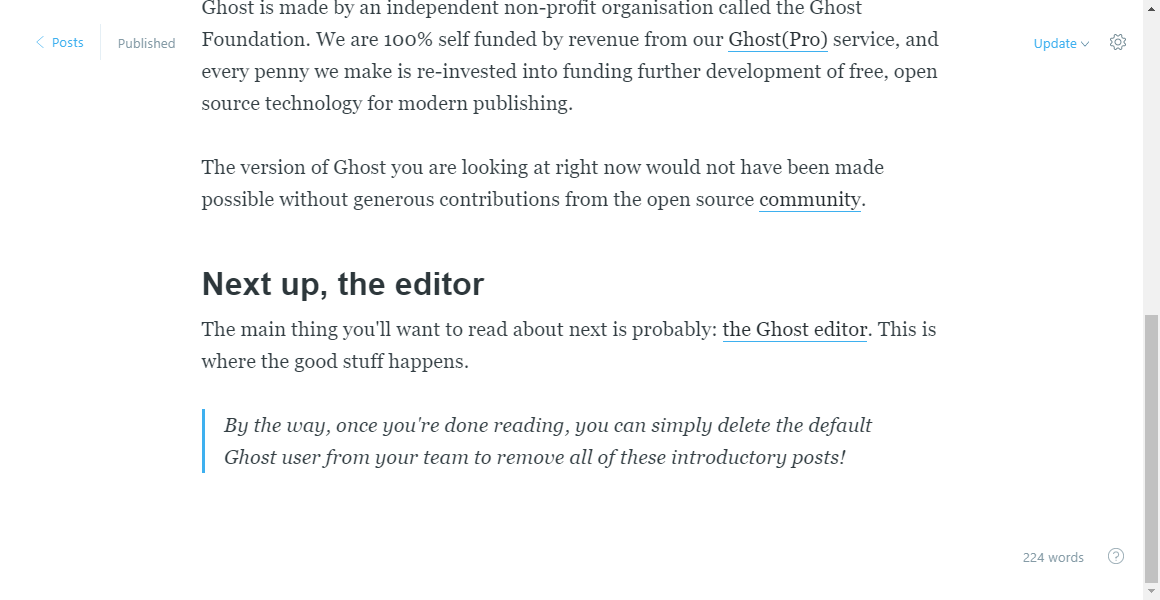 Ghost is made by an independent non-profit organisation called the Ghost
Posts
Published
Foundation. We are 100% self funded by revenue from our Ghost(Pro) service, and
Update
every penny we make is re-invested into funding further development of free, open
source technology for modern publishing.
The version of Ghost you are looking at right now would not have been made
possible without generous contributions from the open source community.
Next up, the editor
The main thing you'll want to read about next is probably: the Ghost editor. This is
where the good stuff happens.
By the way, once you're done reading, you can simply delete the default
Ghost user from your team to remove all of these introductory posts!
224 words
?